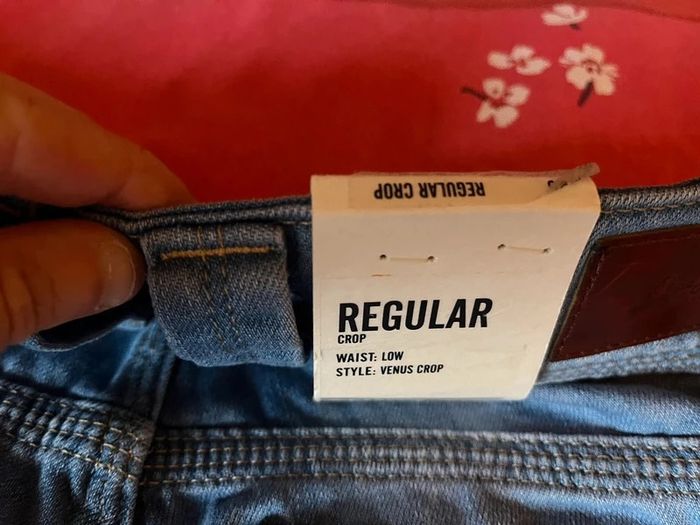 REGULAR CROP
REGULAR
CROP
WAIST: LOW
STYLE: VENUS CROP